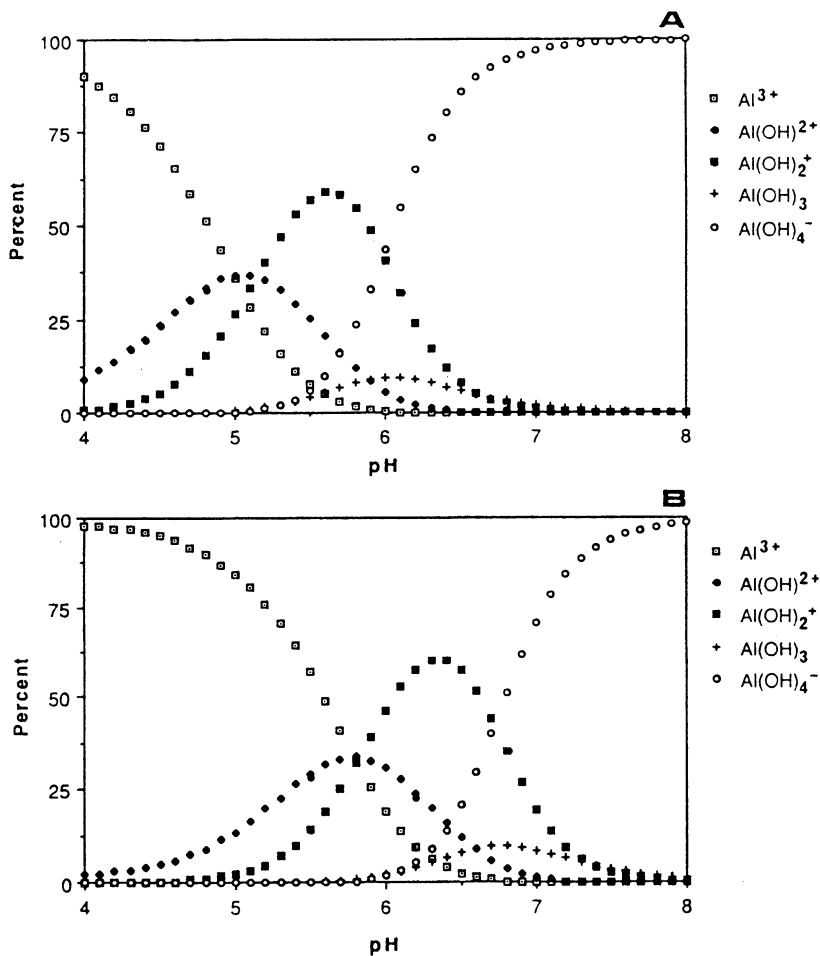 A
100
75
50
25
0
Percent
4 5 6 7 8
pH
Al³⁺
Al(OH)²⁺
Al(OH)₂⁺
Al(OH)₃
Al(OH)₄⁻
B
100
75
50
25
0
Percent
4 5 6 7 8
pH
Al³⁺
Al(OH)²⁺
Al(OH)₂⁺
Al(OH)₃
Al(OH)₄⁻